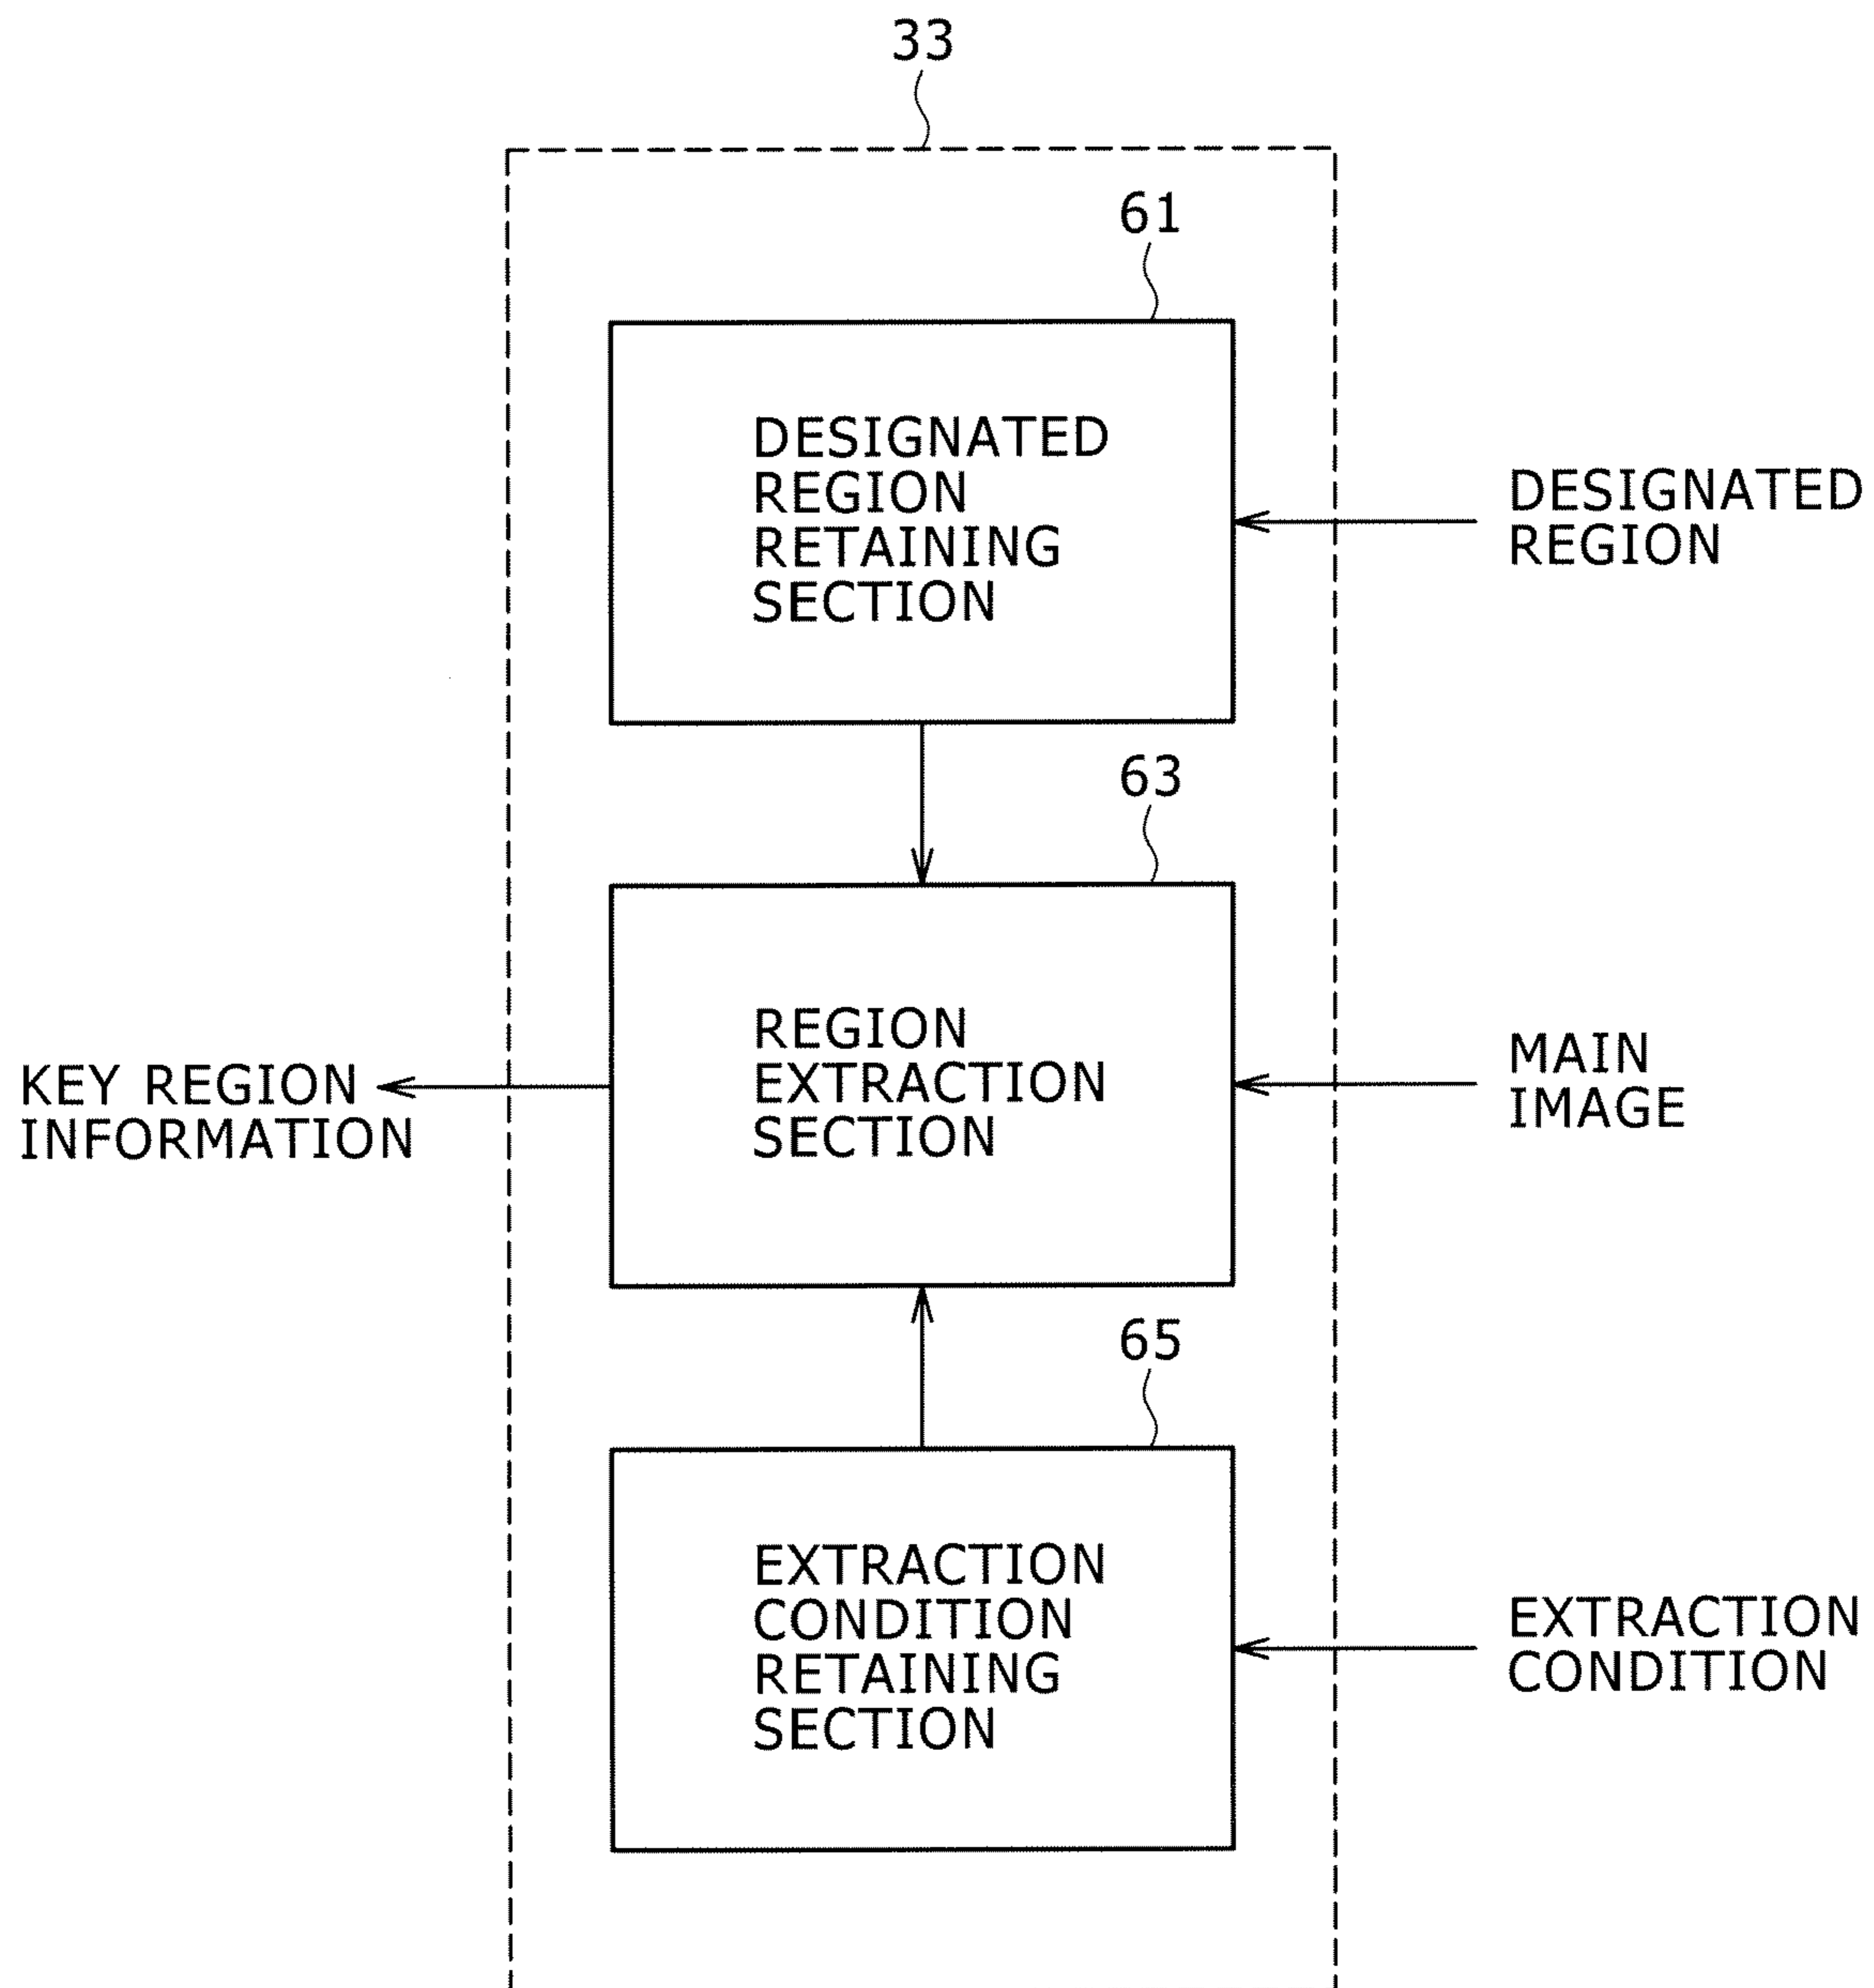 33
61
DESIGNATED
REGION
RETAINING
SECTION
DESIGNATED
REGION
63
REGION
EXTRACTION
SECTION
KEY REGION
INFORMATION
MAIN
IMAGE
65
EXTRACTION
CONDITION
RETAINING
SECTION
EXTRACTION
CONDITION